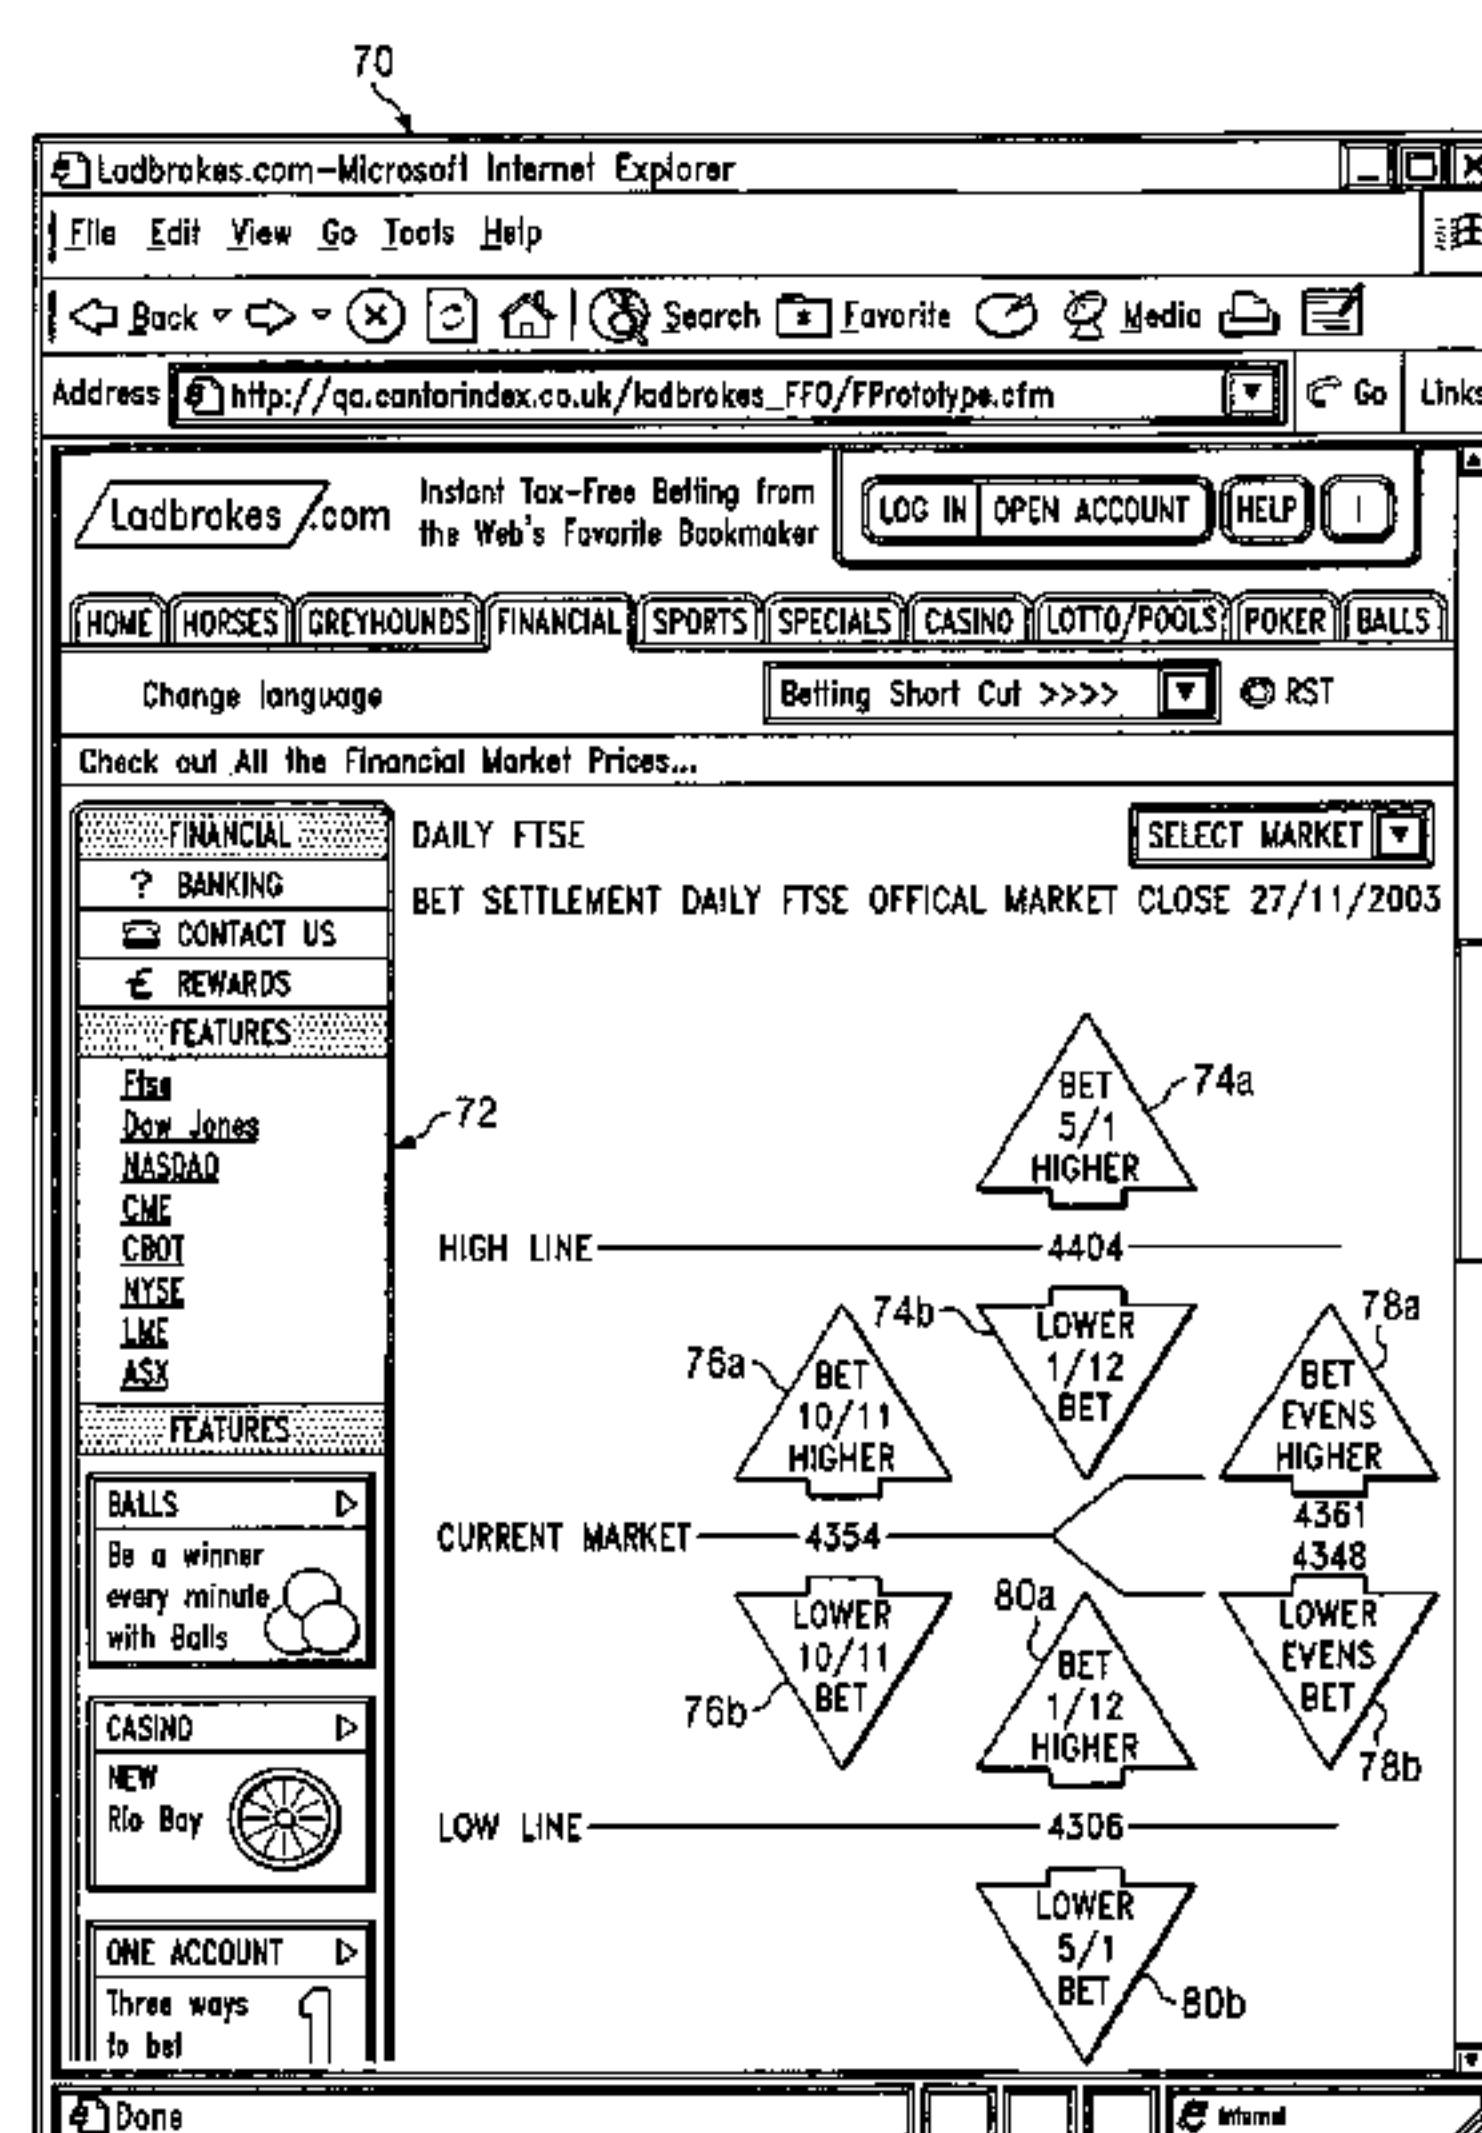 70
Ladbrokes.com-Microsoft Internet Explorer
File Edit View Go Tools Help
Back Search Favorite Media
Address http://qa.cantorindex.co.uk/ladbrokes_FFO/FPrototype.cfm Go Links
Ladbrokes.com
Instant Tax-Free Betting from
the Web's Favorite Bookmaker
LOG IN OPEN ACCOUNT HELP I
HOME HORSES GREYHOUNDS FINANCIAL SPORTS SPECIALS CASINO LOTTO/POOLS POKER BALLS
Change language Betting Short Cut >>>> RST
Check out All the Financial Market Prices...
FINANCIAL
? BANKING
CONTACT US
€ REWARDS
FEATURES
Ftse
Dow Jones
NASDAQ
CME
CBOT
NYSE
LME
ASX
FEATURES
BALLS
Be a winner
every minute
with Balls
CASINO
NEW
Rio Bay
ONE ACCOUNT
Three ways
to bet
1
72
DAILY FTSE SELECT MARKET
BET SETTLEMENT DAILY FTSE OFFICAL MARKET CLOSE 27/11/2003
BET
5/1
HIGHER
74a
HIGH LINE 4404
74b
LOWER
1/12
BET
76a
BET
10/11
HIGHER
78a
BET
EVENS
HIGHER
CURRENT MARKET 4354
4361
4348
LOWER
10/11
BET
76b
80a
BET
1/12
HIGHER
LOWER
EVENS
BET
78b
LOW LINE 4306
LOWER
5/1
BET
80b
Done Internal